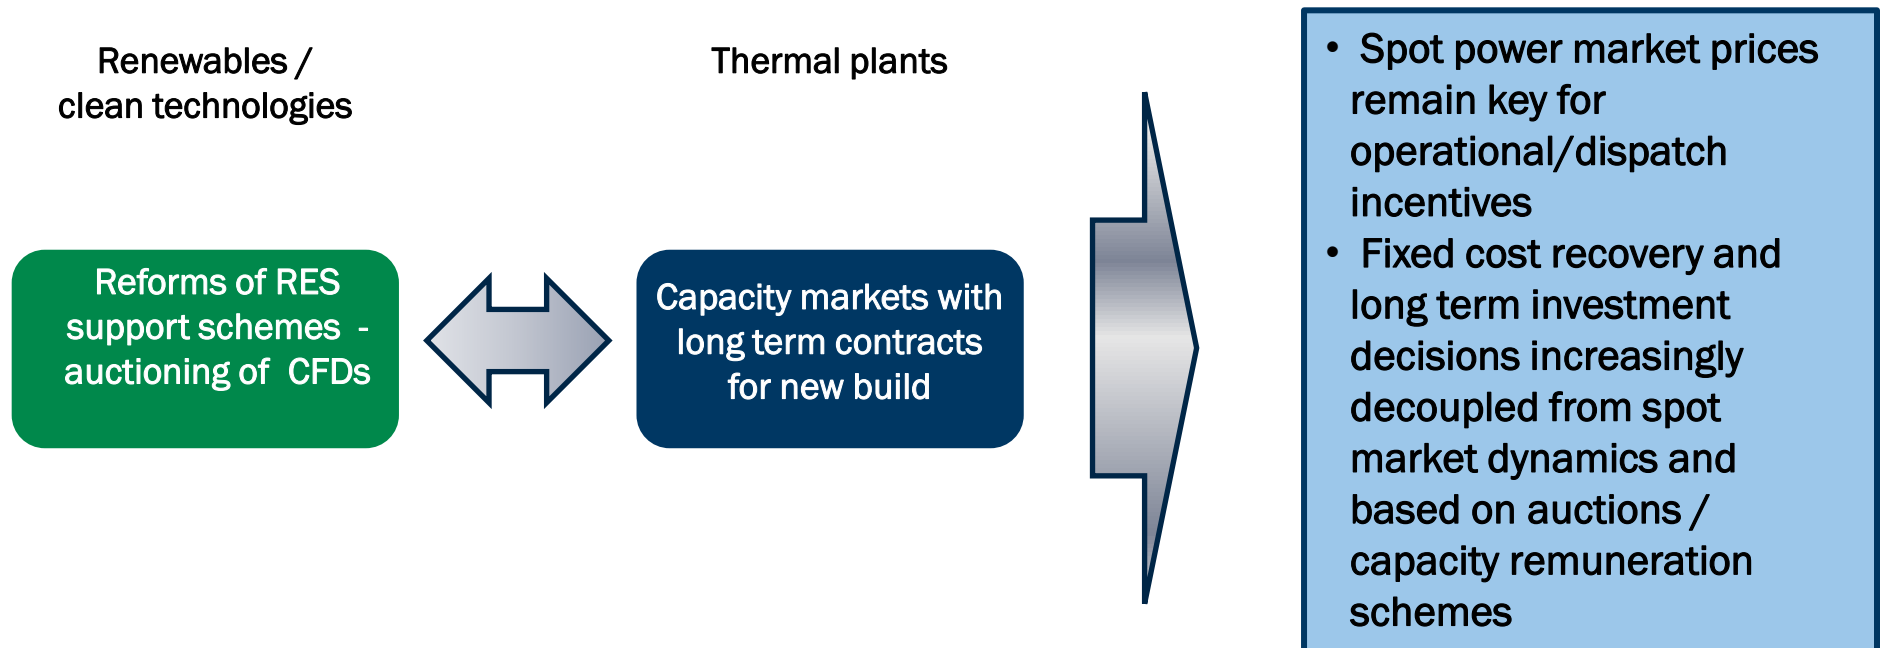 Renewables /
clean technologies
Thermal plants
Reforms of RES
support schemes -
auctioning of CFDs
Capacity markets with
long term contracts
for new build
• Spot power market prices
remain key for
operational/dispatch
incentives
• Fixed cost recovery and
long term investment
decisions increasingly
decoupled from spot
market dynamics and
based on auctions /
capacity remuneration
schemes